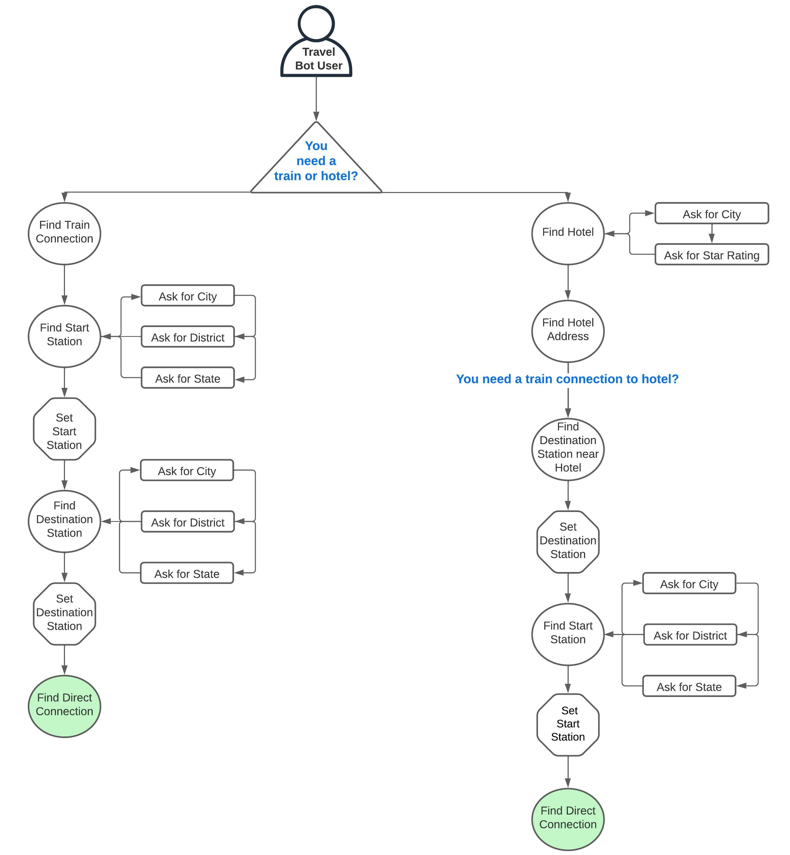 Travel
Bot User
You
need a
train or hotel?
Find Train
Connection
Find Start
Station
Ask for City
Ask for District
Ask for State
Set
Start
Station
Find
Destination
Station
Ask for City
Ask for District
Ask for State
Set
Destination
Station
Find Direct
Connection
Find Hotel
Ask for City
Ask for Star Rating
Find Hotel
Address
You need a train connection to hotel?
Find
Destination
Station near
Hotel
Set
Destination
Station
Find Start
Station
Ask for City
Ask for District
Ask for State
Set
Start
Station
Find Direct
Connection